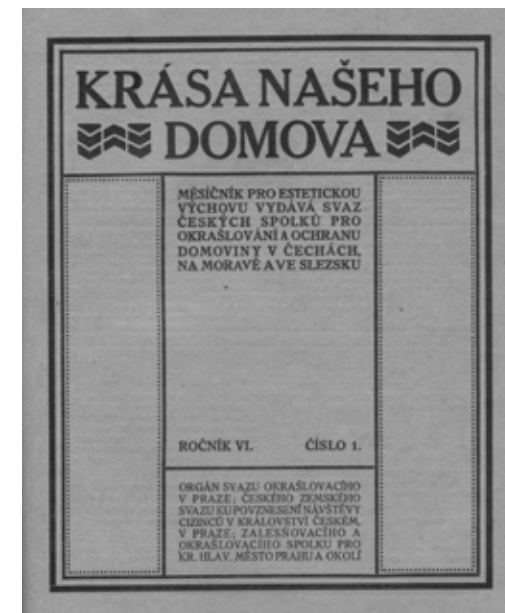 KRÁSA NAŠEHO
DOMOVA
MĚSÍČNÍK PRO ESTETICKOU
VÝCHOVU VYDÁVÁ SVAZ
ČESKÝCH SPOLKŮ PRO
OKRAŠLOVÁNÍ A OCHRANU
DOMOVINY V ČECHÁCH,
NA MORAVĚ A VE SLEZSKU
ROČNÍK VI. ČÍSLO 1.
ORGÁN SVAZU OKRAŠLOVACÍHO
V PRAZE; ČESKÉHO ZEMSKÉHO
SVAZU KU POVZNESENÍ NÁVŠTĚVY
CIZINCŮ V KRÁLOVSTVÍ ČESKÉM,
V PRAZE; ZALESŇOVACÍHO A
OKRAŠLOVACÍHO SPOLKU PRO
KR. HLAV. MĚSTO PRAHU A OKOLÍ